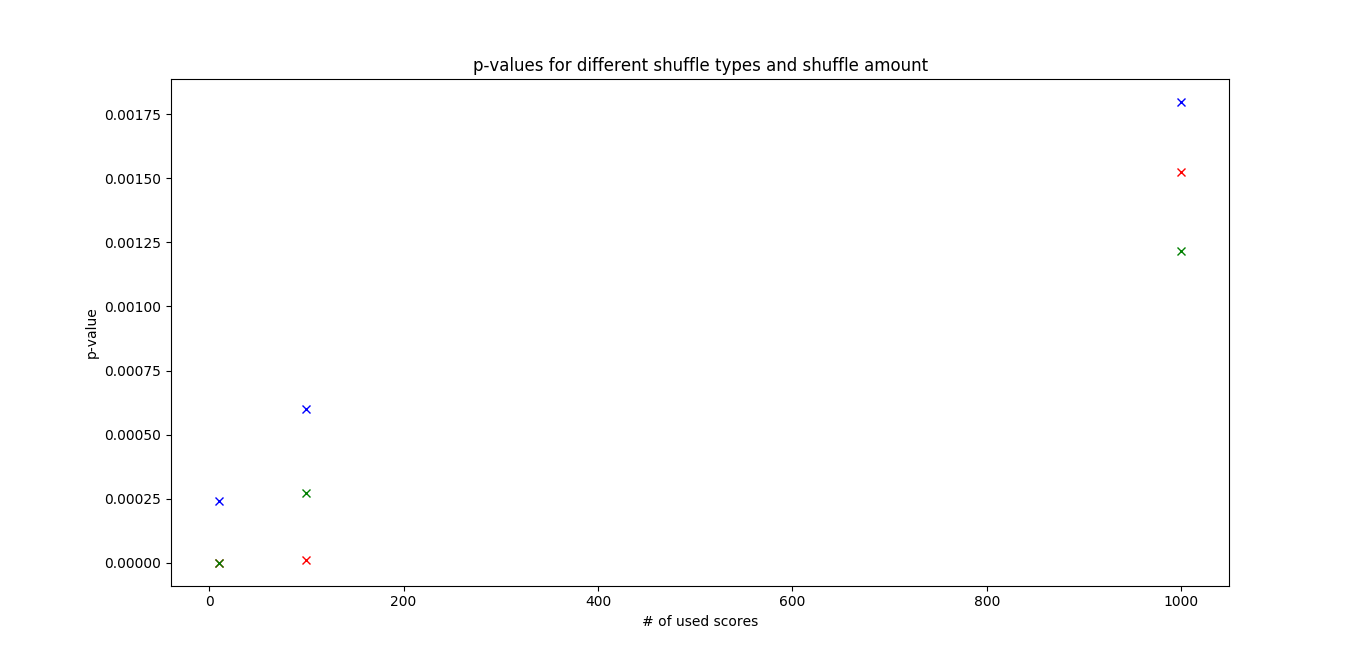 p-values for different shuffle types and shuffle amount
0.00175
0.00150
0.00125
0.00100
0.00075
0.00050
0.00025
0.00000
p-value
0 200 400 600 800 1000
# of used scores